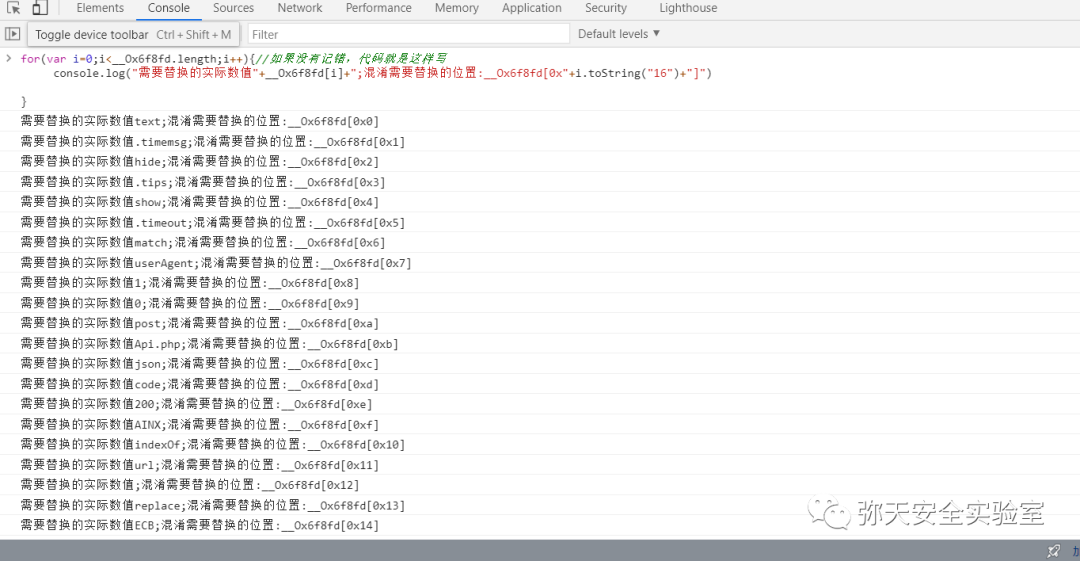 Elements Console Sources Network Performance Memory Application Security Lighthouse
Toggle device toolbar Ctrl + Shift + M Filter Default levels ▼
for(var i=0;i<__Ox6f8fd.length;i++){//如果没有记错，代码就是这样写
console.log("需要替换的实际数值"+__Ox6f8fd[i]+";混淆需要替换的位置:__Ox6f8fd[0x"+i.toString("16")+"]")
}
需要替换的实际数值text;混淆需要替换的位置:__Ox6f8fd[0x0]
需要替换的实际数值.timemsg;混淆需要替换的位置:__Ox6f8fd[0x1]
需要替换的实际数值hide;混淆需要替换的位置:__Ox6f8fd[0x2]
需要替换的实际数值.tips;混淆需要替换的位置:__Ox6f8fd[0x3]
需要替换的实际数值show;混淆需要替换的位置:__Ox6f8fd[0x4]
需要替换的实际数值.timeout;混淆需要替换的位置:__Ox6f8fd[0x5]
需要替换的实际数值match;混淆需要替换的位置:__Ox6f8fd[0x6]
需要替换的实际数值userAgent;混淆需要替换的位置:__Ox6f8fd[0x7]
需要替换的实际数值1;混淆需要替换的位置:__Ox6f8fd[0x8]
需要替换的实际数值0;混淆需要替换的位置:__Ox6f8fd[0x9]
需要替换的实际数值post;混淆需要替换的位置:__Ox6f8fd[0xa]
需要替换的实际数值Api.php;混淆需要替换的位置:__Ox6f8fd[0xb]
需要替换的实际数值json;混淆需要替换的位置:__Ox6f8fd[0xc]
需要替换的实际数值code;混淆需要替换的位置:__Ox6f8fd[0xd]
需要替换的实际数值200;混淆需要替换的位置:__Ox6f8fd[0xe]
需要替换的实际数值AINX;混淆需要替换的位置:__Ox6f8fd[0xf]
需要替换的实际数值indexOf;混淆需要替换的位置:__Ox6f8fd[0x10]
需要替换的实际数值url;混淆需要替换的位置:__Ox6f8fd[0x11]
需要替换的实际数值;混淆需要替换的位置:__Ox6f8fd[0x12]
需要替换的实际数值replace;混淆需要替换的位置:__Ox6f8fd[0x13]
需要替换的实际数值ECB;混淆需要替换的位置:__Ox6f8fd[0x14]
弥天安全实验室